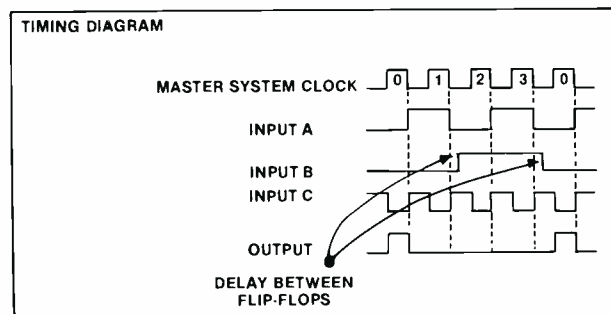 TIMING DIAGRAM
MASTER SYSTEM CLOCK 0 1 2 3 0
INPUT A
INPUT B
INPUT C
OUTPUT
DELAY BETWEEN
FLIP-FLOPS